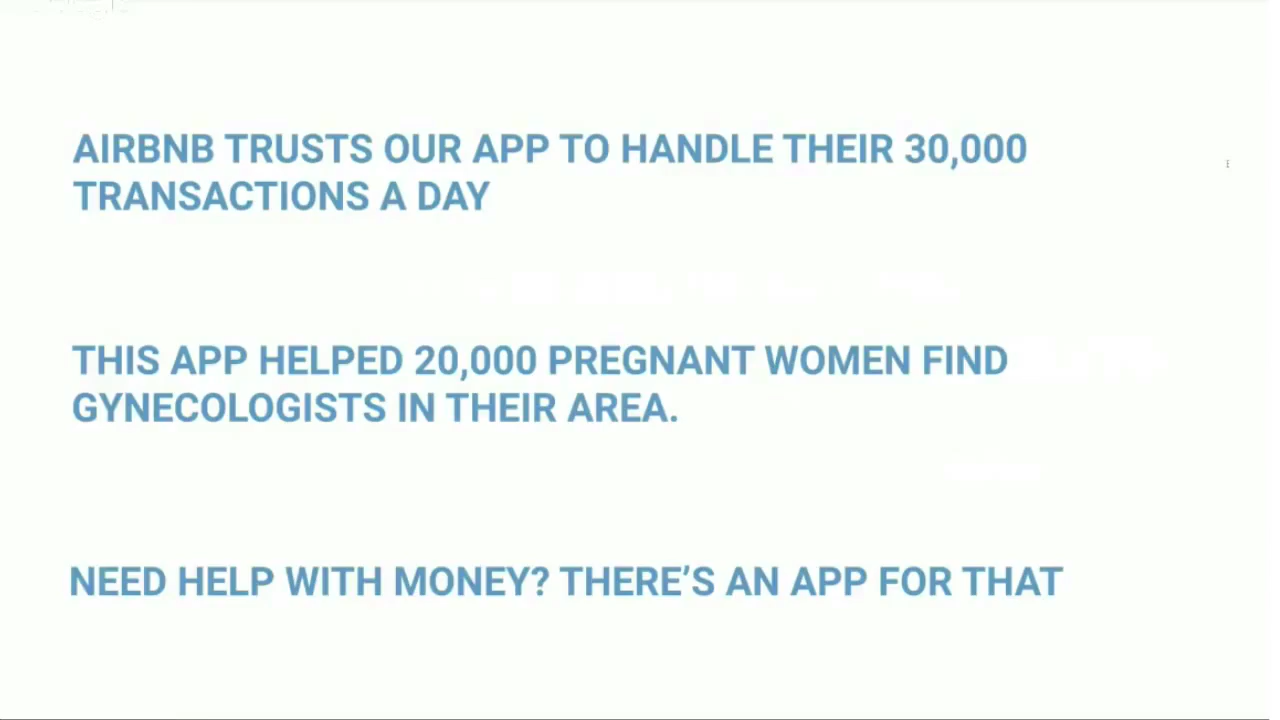 AIRBNB TRUSTS OUR APP TO HANDLE THEIR 30,000
TRANSACTIONS A DAY
THIS APP HELPED 20,000 PREGNANT WOMEN FIND
GYNECOLOGISTS IN THEIR AREA.
NEED HELP WITH MONEY? THERE’S AN APP FOR THAT